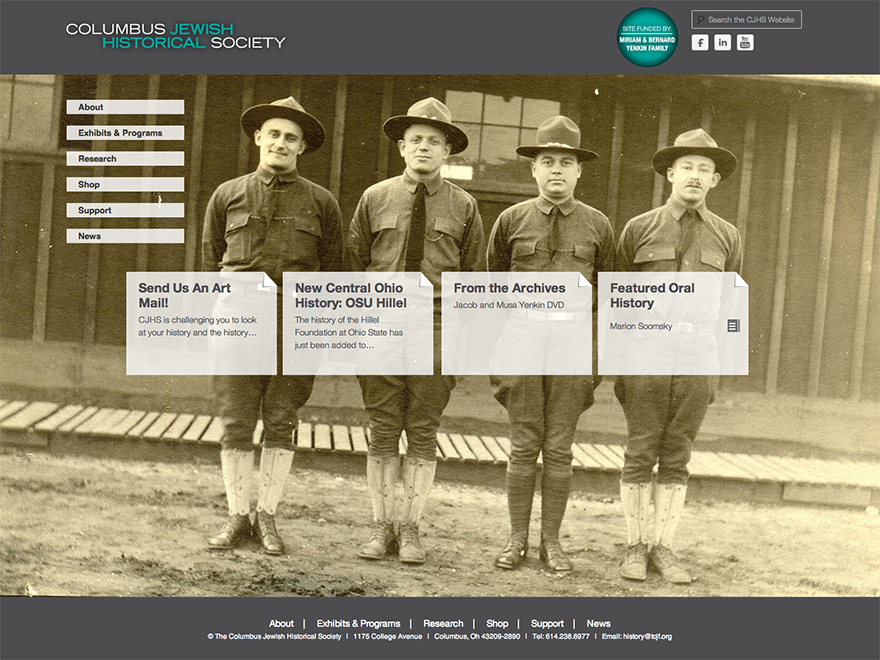 COLUMBUS JEWISH
HISTORICAL SOCIETY
SITE FUNDED BY:
MIRIAM & BERNARD
YENKIN FAMILY
Search the CJHS Website
f
in
You
Tube
About
Exhibits & Programs
Research
Shop
Support
News
Send Us An Art
Mail!
CJHS is challenging you to look
at your history and the history…
New Central Ohio
History: OSU Hillel
The history of the Hillel
Foundation at Ohio State has
just been added to…
From the Archives
Jacob and Musa Yenkin DVD
Featured Oral
History
Marion Soomsky
About | Exhibits & Programs | Research | Shop | Support | News
© The Columbus Jewish Historical Society | 1175 College Avenue | Columbus, Oh 43209-2890 | Tel: 614.238.6977 | Email: history@tcjf.org